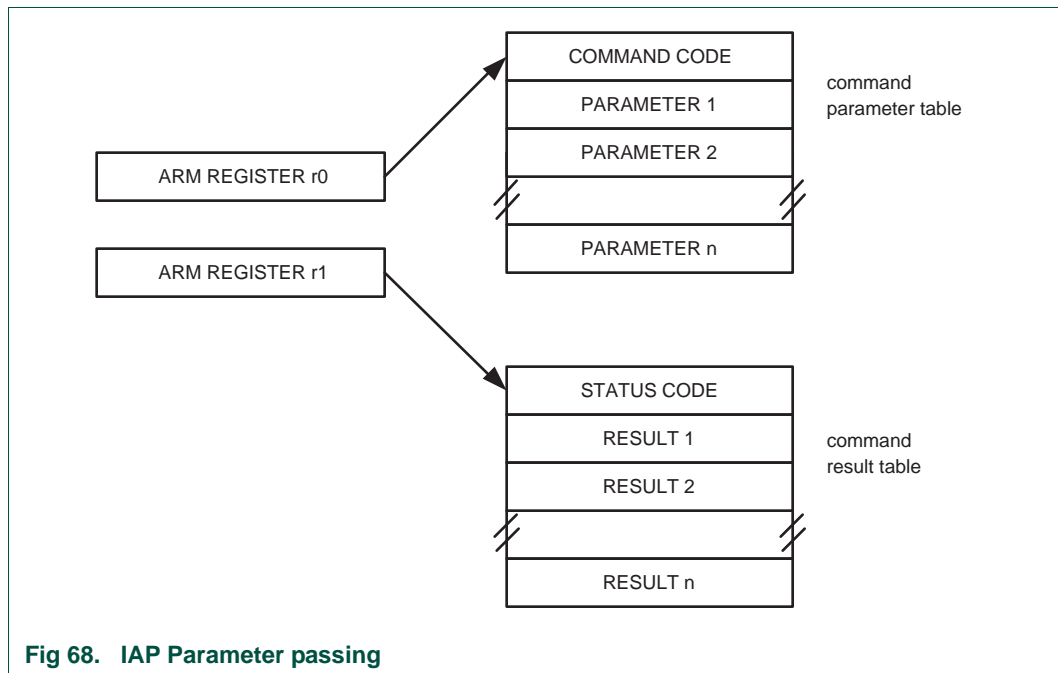 COMMAND CODE
PARAMETER 1
PARAMETER 2
PARAMETER n
command
parameter table
ARM REGISTER r0
ARM REGISTER r1
STATUS CODE
RESULT 1
RESULT 2
RESULT n
command
result table
Fig 68. IAP Parameter passing